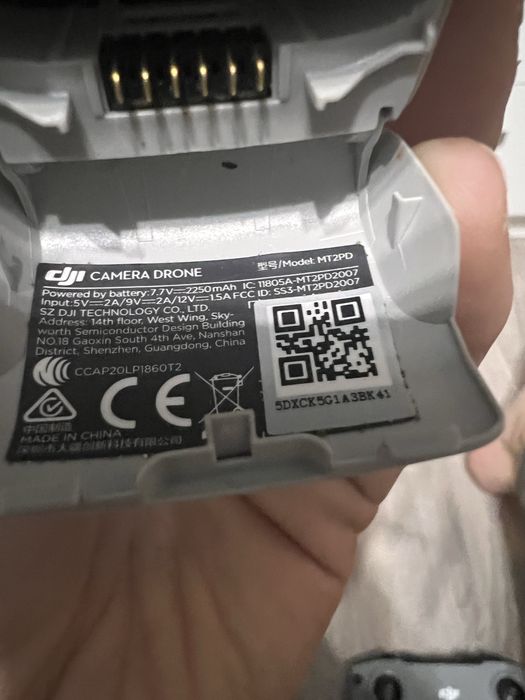 dji CAMERA DRONE
型号/Model: MT2PD
Powered by battery:7.7V⎓2250mAh IC: 11805A-MT2PD2007
Input:5V⎓2A/9V⎓2A/12V⎓1.5A FCC ID: SS3-MT2PD2007
SZ DJI TECHNOLOGY CO., LTD.
Address: 14th floor, West Wing, Sky-
worth Semiconductor Design Building
NO.18 Gaoxin South 4th Ave, Nanshan
District, Shenzhen, Guangdong, China
CCAP20LP1860T2
CE
5DXCK5G1A3BK41
中国制造
MADE IN CHINA
深圳市大疆创新科技有限公司